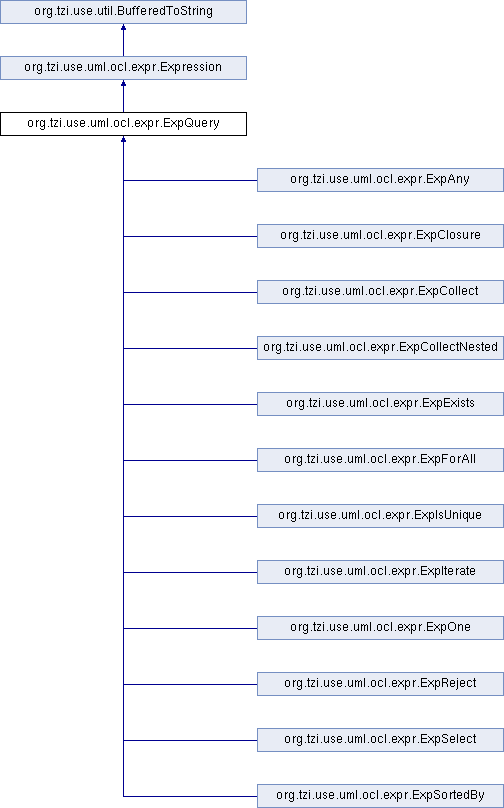 org.tzi.use.util.BufferedToString
org.tzi.use.uml.ocl.expr.Expression
org.tzi.use.uml.ocl.expr.ExpQuery
org.tzi.use.uml.ocl.expr.ExpAny
org.tzi.use.uml.ocl.expr.ExpClosure
org.tzi.use.uml.ocl.expr.ExpCollect
org.tzi.use.uml.ocl.expr.ExpCollectNested
org.tzi.use.uml.ocl.expr.ExpExists
org.tzi.use.uml.ocl.expr.ExpForAll
org.tzi.use.uml.ocl.expr.ExpIsUnique
org.tzi.use.uml.ocl.expr.ExpIterate
org.tzi.use.uml.ocl.expr.ExpOne
org.tzi.use.uml.ocl.expr.ExpReject
org.tzi.use.uml.ocl.expr.ExpSelect
org.tzi.use.uml.ocl.expr.ExpSortedBy